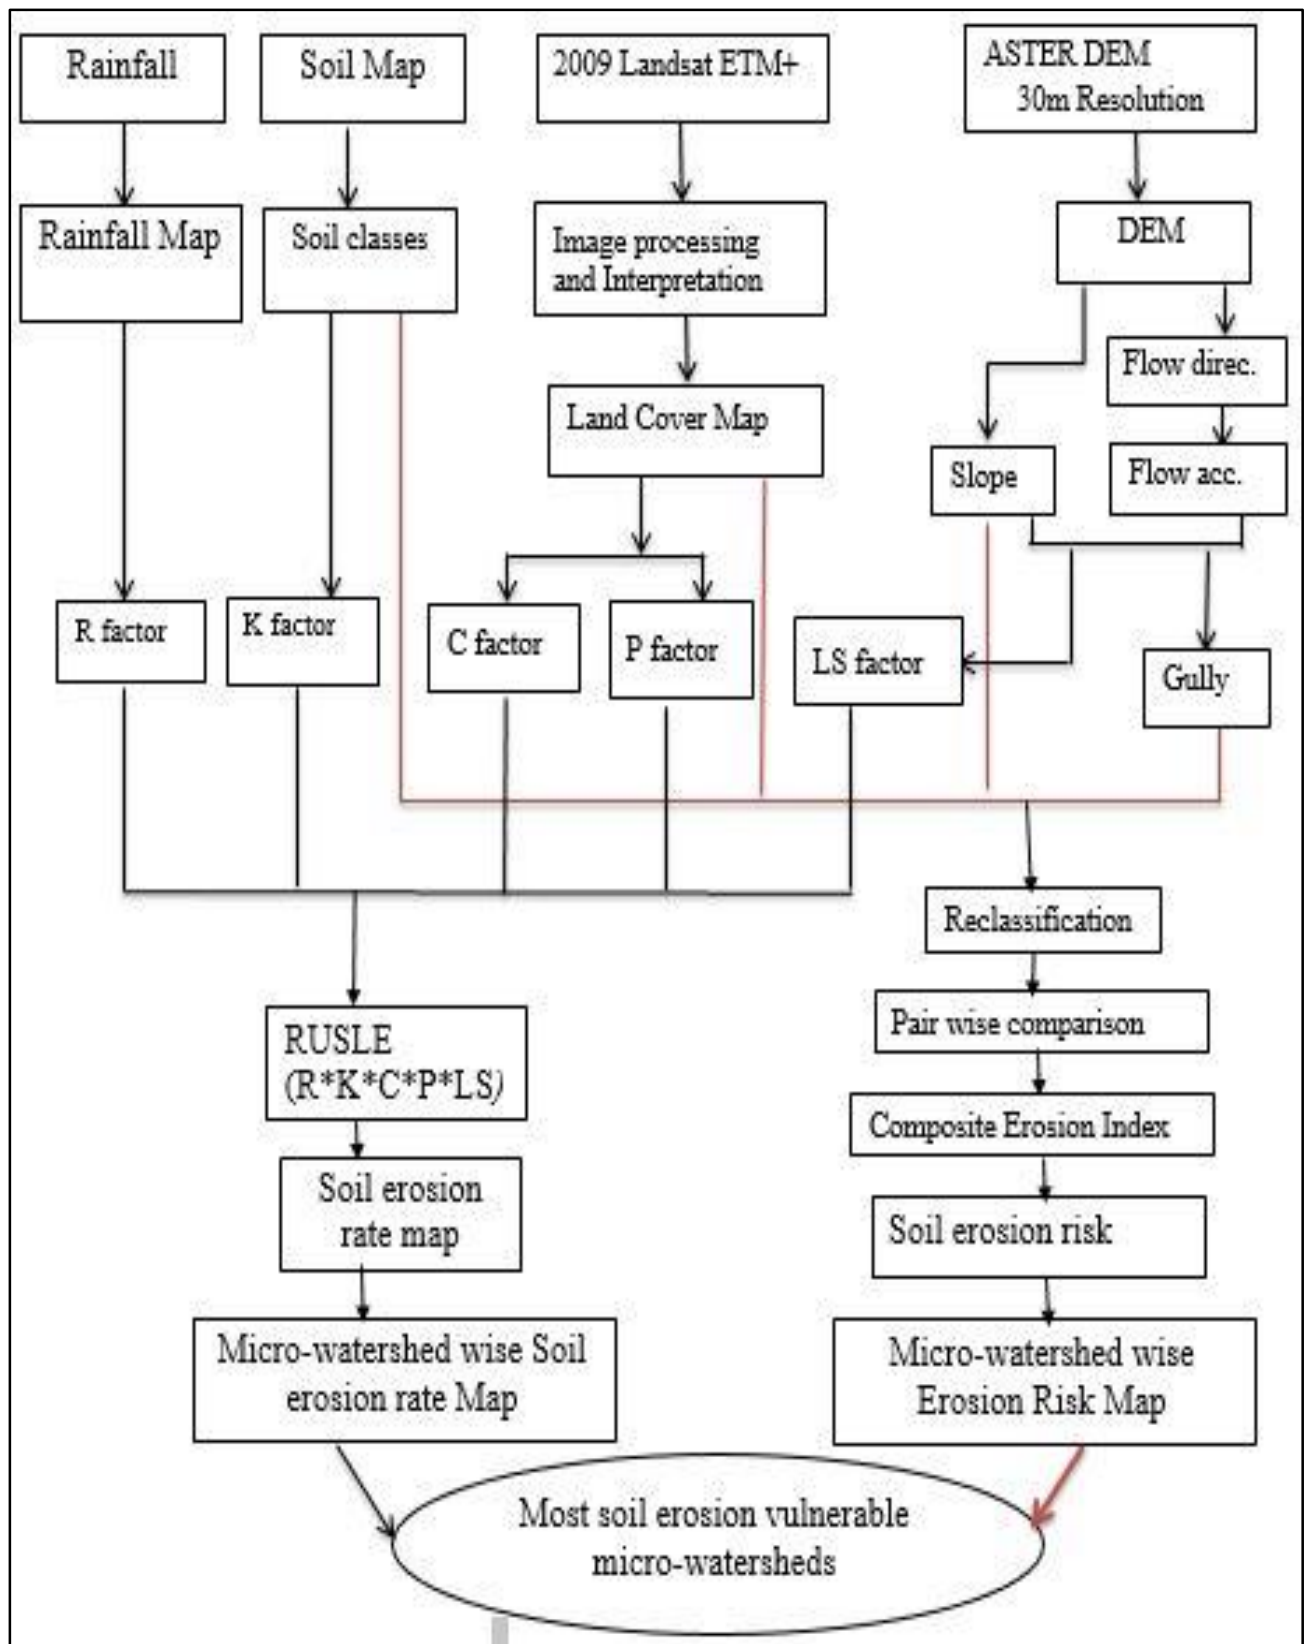 Rainfall
Soil Map
2009 Landsat ETM+
ASTER DEM
30m Resolution
Rainfall Map
Soil classes
Image processing
and Interpretation
DEM
Flow direc.
Land Cover Map
Slope
Flow acc.
R factor
K factor
C factor
P factor
LS factor
Gully
Reclassification
Pair wise comparison
RUSLE
(R*K*C*P*LS)
Composite Erosion Index
Soil erosion
rate map
Soil erosion risk
Micro-watershed wise Soil
erosion rate Map
Micro-watershed wise
Erosion Risk Map
Most soil erosion vulnerable
micro-watersheds